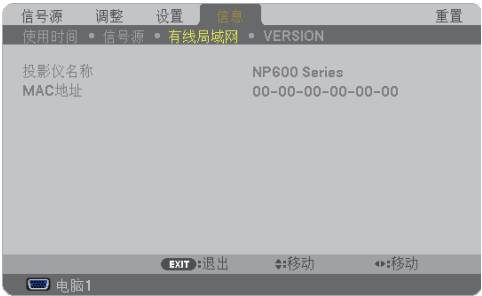 信号源 调整 设置 信息 重置
使用时间 • 信号源 • 有线局域网 • VERSION
投影仪名称 NP600 Series
MAC地址 00-00-00-00-00-00
EXIT:退出 :移动 :移动
电脑1